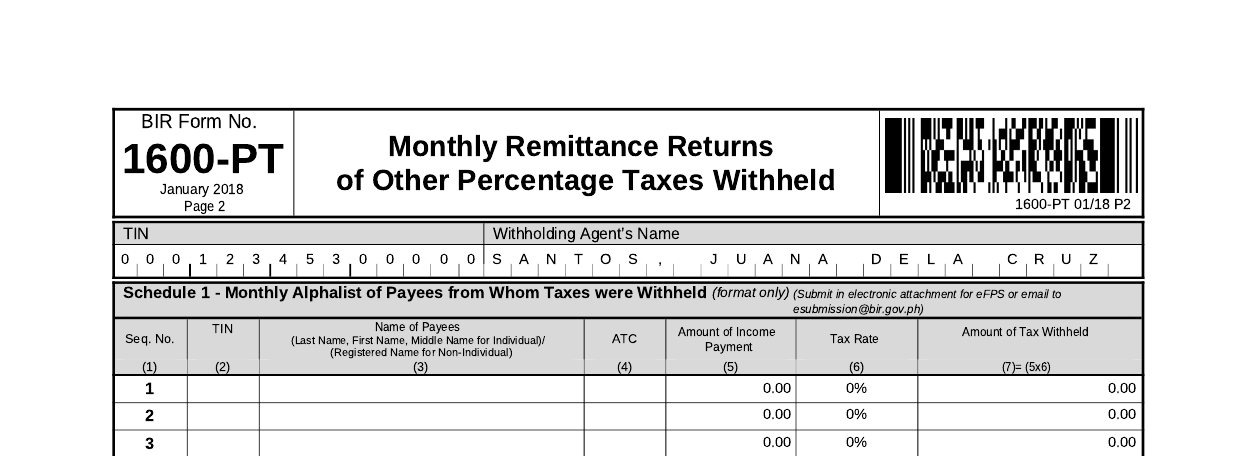 BIR Form No.
1600-PT
January 2018
Page 2
Monthly Remittance Returns
of Other Percentage Taxes Withheld
1600-PT 01/18 P2
TIN
Withholding Agent's Name
0 0 0 1 2 3 4 5 3 0 0 0 0 0
S A N T O S , J U A N A D E L A C R U Z
Schedule 1 - Monthly Alphalist of Payees from Whom Taxes were Withheld (format only) (Submit in electronic attachment for eFPS or email to
esubmission@bir.gov.ph)
Seq. No.
(1)
TIN
(2)
Name of Payees
(Last Name, First Name, Middle Name for Individual)/
(Registered Name for Non-Individual)
(3)
ATC
(4)
Amount of Income
Payment
(5)
Tax Rate
(6)
Amount of Tax Withheld
(7)= (5x6)
1 0.00 0% 0.00
2 0.00 0% 0.00
3 0.00 0% 0.00